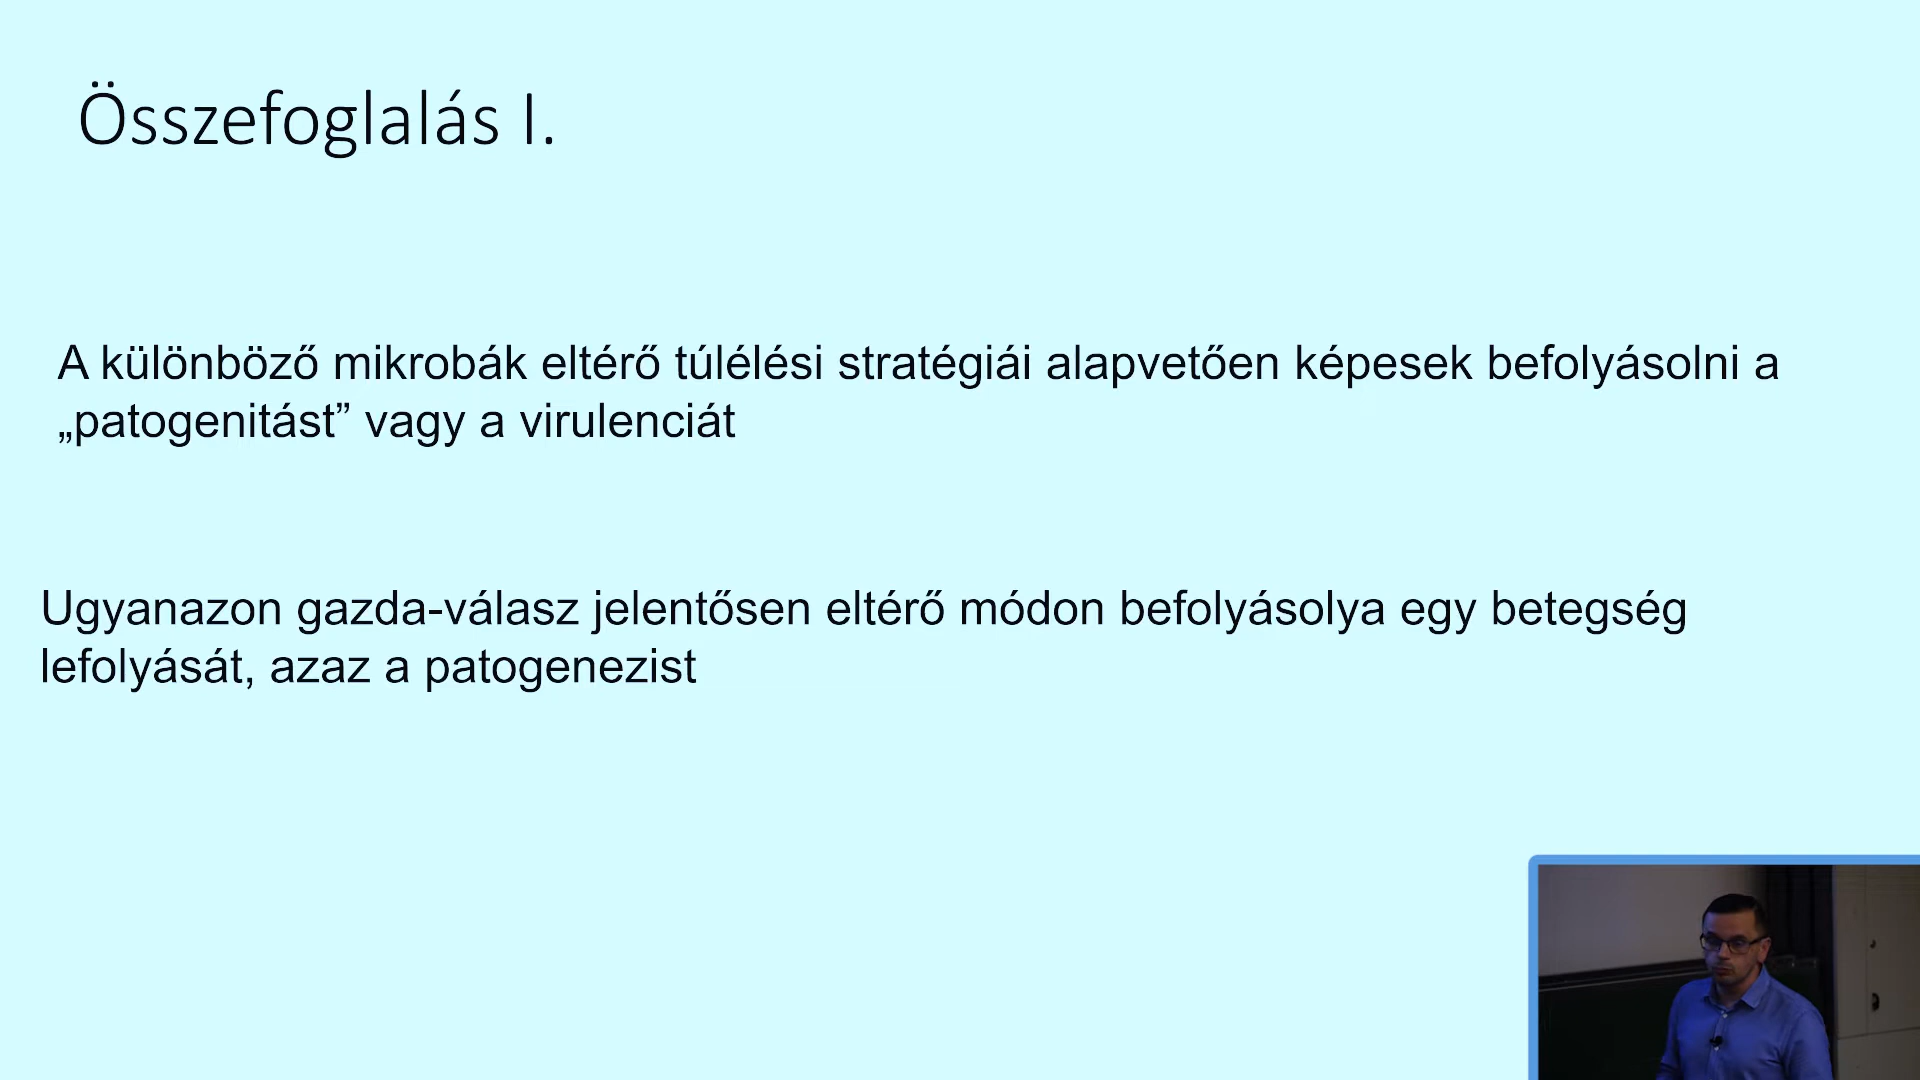 Összefoglalás I.
A különböző mikrobák eltérő túlélési stratégiái alapvetően képesek befolyásolni a
„patogenitást” vagy a virulenciát
Ugyanazon gazda-válasz jelentősen eltérő módon befolyásolya egy betegség
lefolyását, azaz a patogenezist